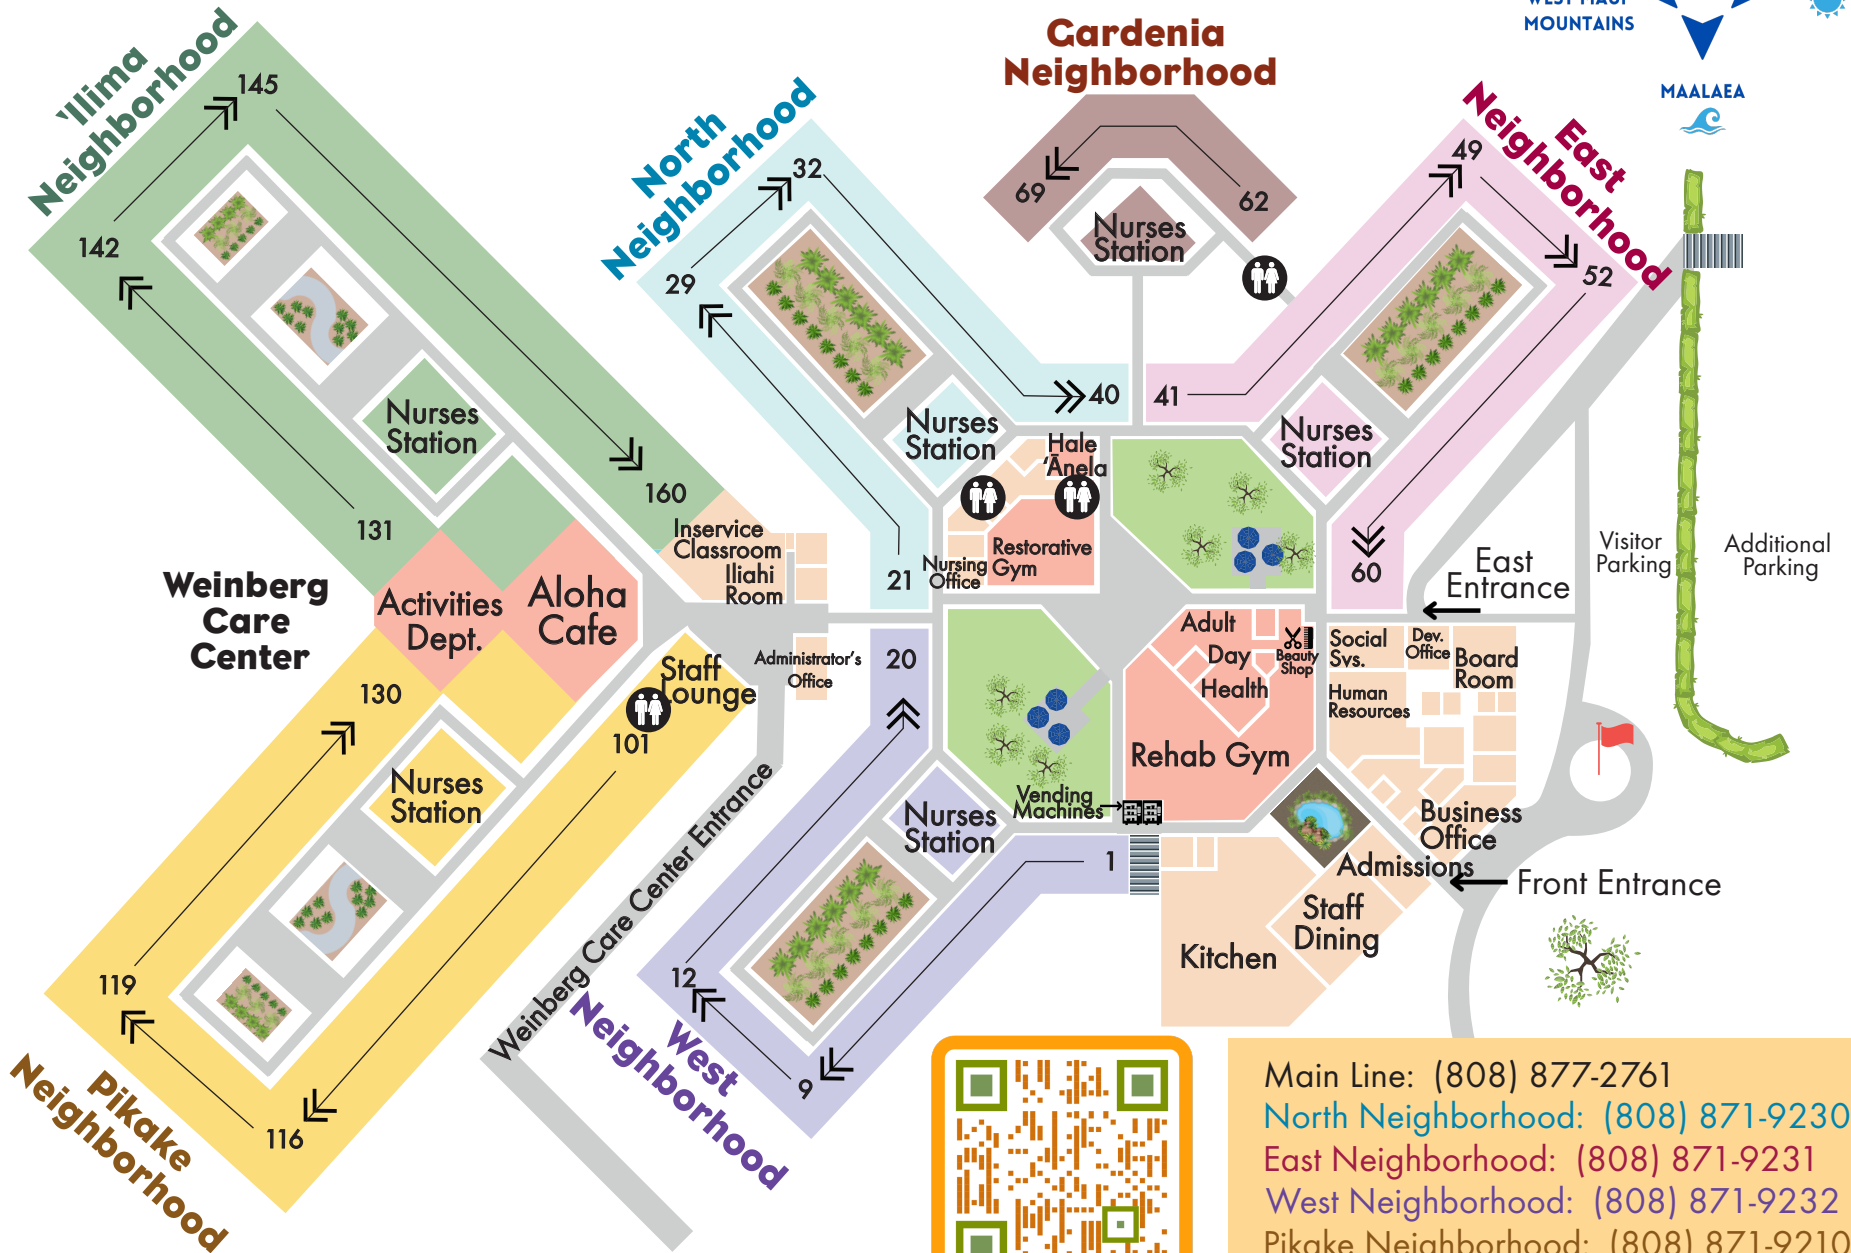 WEST MAUI
MOUNTAINS
MAALAEA
'Ilima
Neighborhood
145
142
131
160
Nurses
Station
North
Neighborhood
32
29
40
21
Nurses
Station
Gardenia
Neighborhood
69
62
Nurses
Station
East
Neighborhood
49
52
41
60
Nurses
Station
Hale
'Ānela
Restorative
Gym
Nursing
Office
Inservice
Classroom
Iliahi
Room
Weinberg
Care
Center
Activities
Dept.
Aloha
Cafe
Administrator's
Office
Staff
Lounge
130
101
119
116
Nurses
Station
Pikake
Neighborhood
Weinberg Care Center Entrance
20
12
9
1
Nurses
Station
West
Neighborhood
Vending
Machines
Adult
Day
Health
Beauty
Shop
Rehab Gym
Social
Svs.
Dev.
Office
Board
Room
Human
Resources
Business
Office
Admissions
Staff
Dining
Kitchen
East
Entrance
Visitor
Parking
Additional
Parking
Front Entrance
Main Line: (808) 877-2761
North Neighborhood: (808) 871-9230
East Neighborhood: (808) 871-9231
West Neighborhood: (808) 871-9232
Pikake Neighborhood: (808) 871-9210